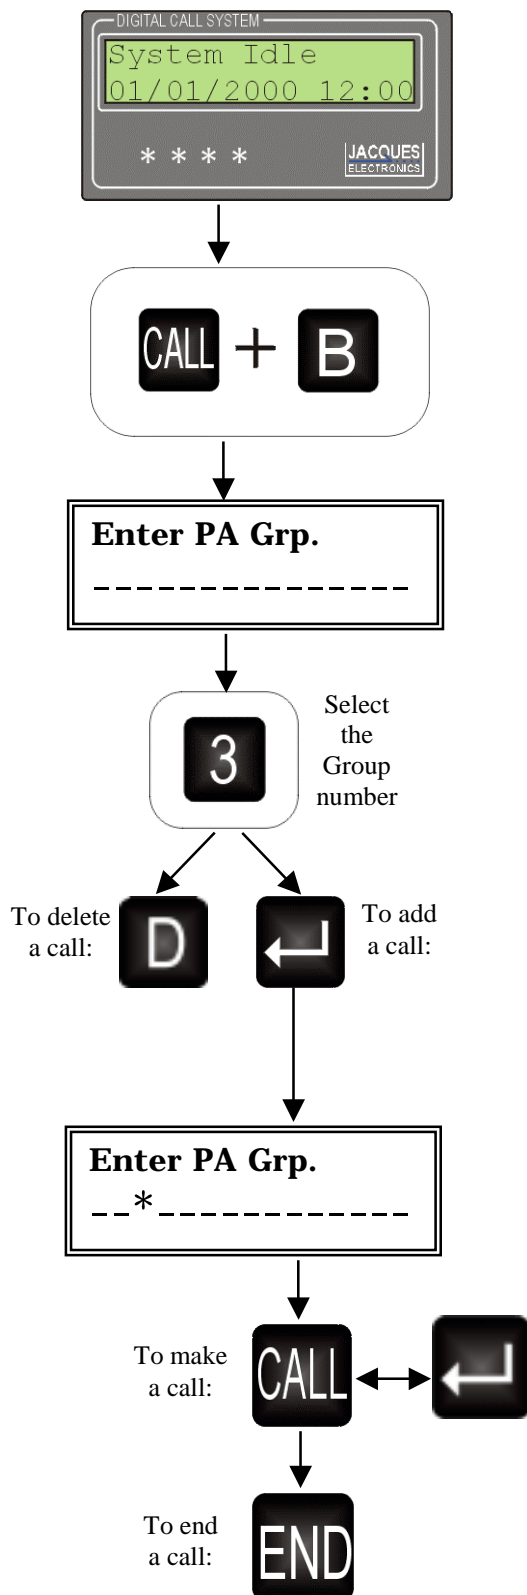 DIGITAL CALL SYSTEM
System Idle
01/01/2000 12:00
* * * *
JACQUES
ELECTRONICS
CALL + B
Enter PA Grp.
_ _ _ _ _ _ _ _ _ _ _ _ _ _ _
3
Select
the
Group
number
To delete
a call:
D
To add
a call:
Enter PA Grp.
_ _ * _ _ _ _ _ _ _ _ _ _ _ _
To make
a call:
CALL
To end
a call:
END